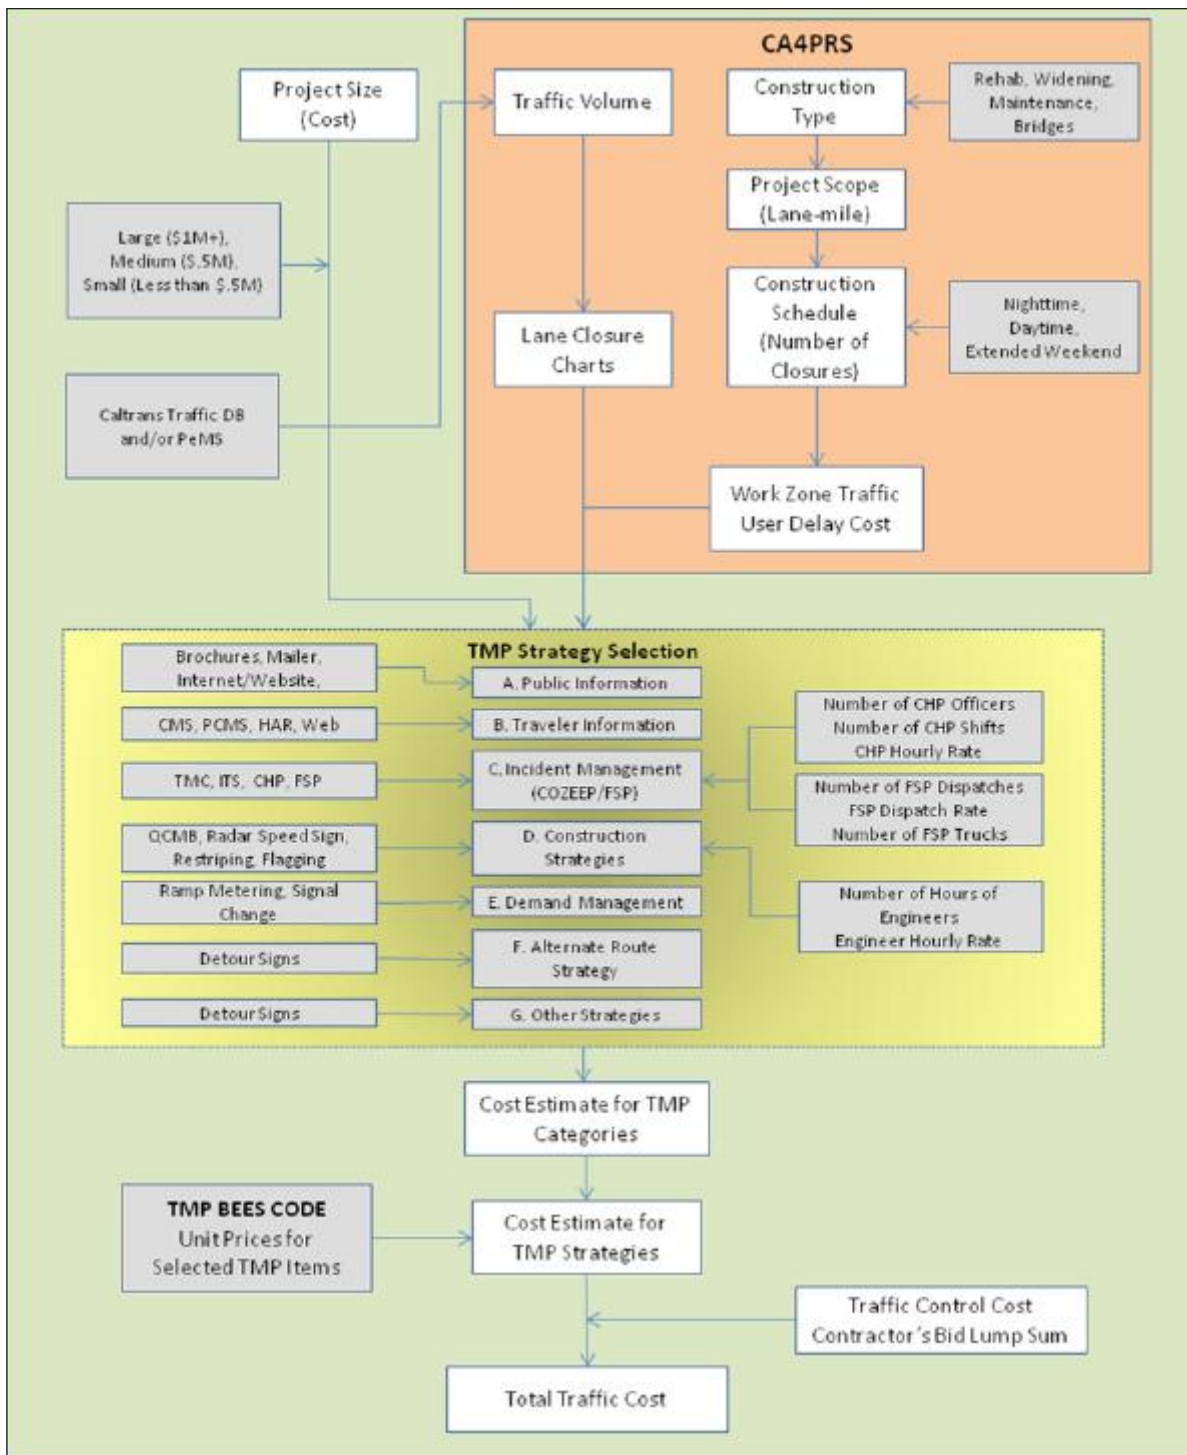 CA4PRS
Project Size
(Cost)
Traffic Volume
Construction
Type
Rehab, Widening,
Maintenance,
Bridges
Project Scope
(Lane-mile)
Large ($1M+),
Medium ($.5M),
Small (Less than $.5M)
Lane Closure
Charts
Construction
Schedule
(Number of
Closures)
Nighttime,
Daytime,
Extended Weekend
Caltrans Traffic DB
and/or PeMS
Work Zone Traffic
User Delay Cost
TMP Strategy Selection
Brochures, Mailer,
Internet/Website,
A. Public Information
CMS, PCMS, HAR, Web
B. Traveler Information
Number of CHP Officers
Number of CHP Shifts
CHP Hourly Rate
TMC, ITS, CHP, FSP
C. Incident Management
(COZEEP/FSP)
Number of FSP Dispatches
FSP Dispatch Rate
Number of FSP Trucks
QCMB, Radar Speed Sign,
Restriping, Flagging
D. Construction
Strategies
Ramp Metering, Signal
Change
E. Demand Management
Number of Hours of
Engineers
Engineer Hourly Rate
Detour Signs
F. Alternate Route
Strategy
Detour Signs
G. Other Strategies
Cost Estimate for TMP
Categories
TMP BEES CODE
Unit Prices for
Selected TMP Items
Cost Estimate for
TMP Strategies
Traffic Control Cost
Contractor's Bid Lump Sum
Total Traffic Cost